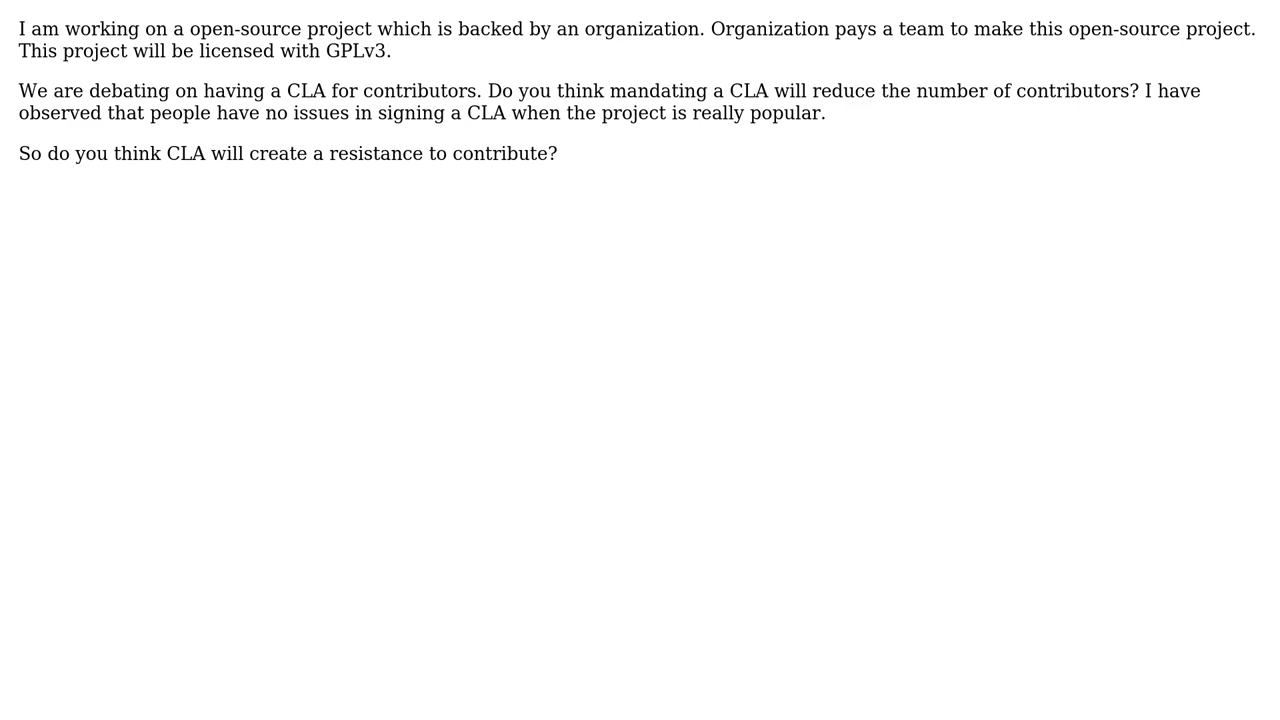 I am working on a open-source project which is backed by an organization. Organization pays a team to make this open-source project.
This project will be licensed with GPLv3.
We are debating on having a CLA for contributors. Do you think mandating a CLA will reduce the number of contributors? I have
observed that people have no issues in signing a CLA when the project is really popular.
So do you think CLA will create a resistance to contribute?